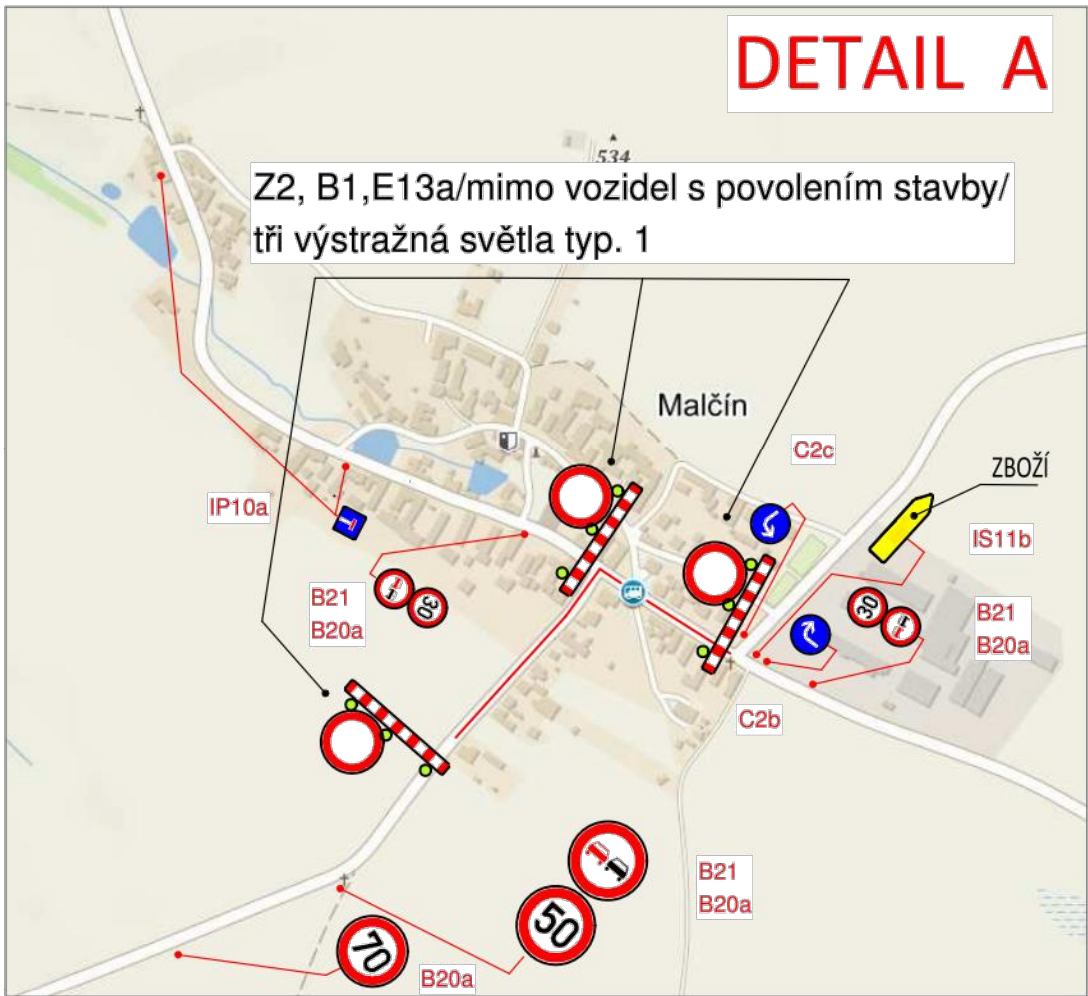 DETAIL A
534
Z2, B1,E13a/mimo vozidel s povolením stavby/
tři výstražná světla typ. 1
Malčín
C2c
ZBOŽÍ
IP10a
IS11b
B21
B20a
30
30
B21
B20a
C2b
B21
B20a
50
70
B20a